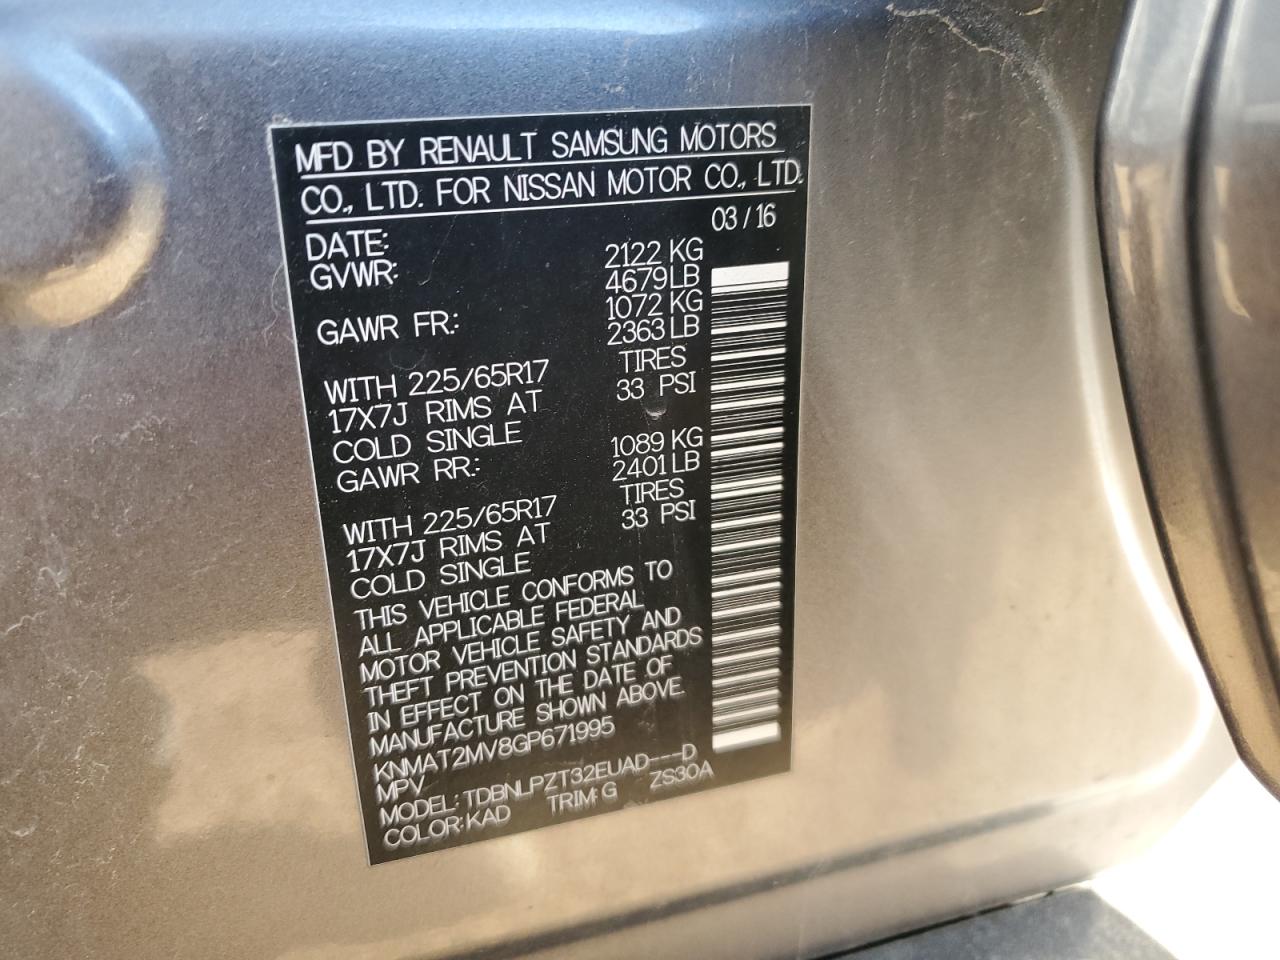 MFD BY RENAULT SAMSUNG MOTORS
CO., LTD. FOR NISSAN MOTOR CO., LTD.
DATE: 03 / 16
GVWR: 2122 KG
4679 LB
GAWR FR.: 1072 KG
2363 LB
WITH 225/65R17 TIRES
17X7J RIMS AT 33 PSI
COLD SINGLE
GAWR RR.: 1089 KG
2401 LB
WITH 225/65R17 TIRES
17X7J RIMS AT 33 PSI
COLD SINGLE
THIS VEHICLE CONFORMS TO
ALL APPLICABLE FEDERAL
MOTOR VEHICLE SAFETY AND
THEFT PREVENTION STANDARDS
IN EFFECT ON THE DATE OF
MANUFACTURE SHOWN ABOVE.
KNMAT2MV8GP671995
MPV
MODEL: TDBNLPZT32EUAD---D
COLOR: KAD TRIM: G ZS30A